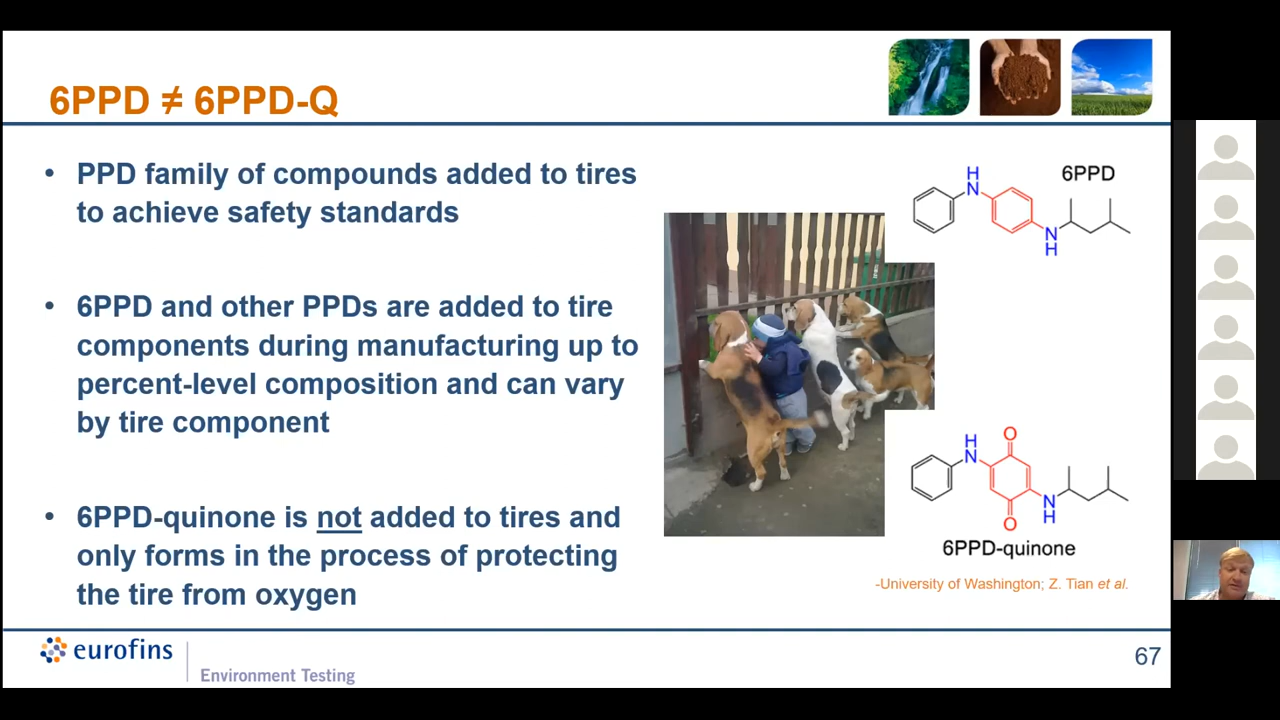 6PPD ≠ 6PPD-Q
• PPD family of compounds added to tires
to achieve safety standards
• 6PPD and other PPDs are added to tire
components during manufacturing up to
percent-level composition and can vary
by tire component
• 6PPD-quinone is not added to tires and
only forms in the process of protecting
the tire from oxygen
6PPD
H
N
N
H
O
H
N
N
H
O
6PPD-quinone
-University of Washington; Z. Tian et al.
eurofins
Environment Testing
67